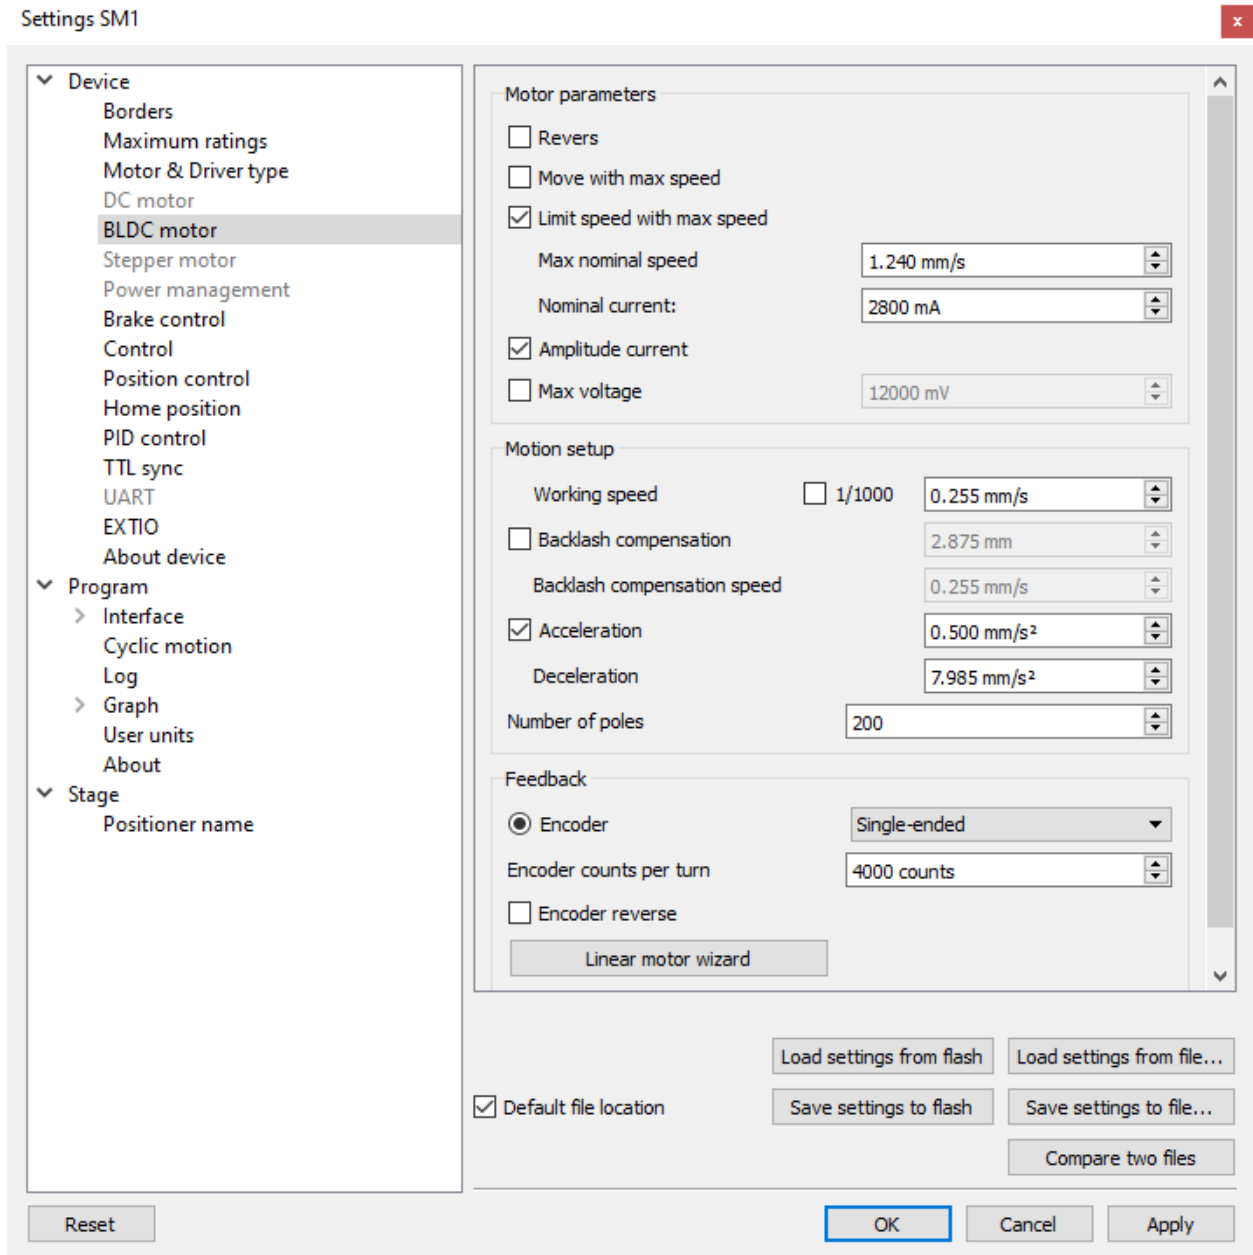 Settings SM1
x
Device
Borders
Maximum ratings
Motor & Driver type
DC motor
BLDC motor
Stepper motor
Power management
Brake control
Control
Position control
Home position
PID control
TTL sync
UART
EXTIO
About device
Program
Interface
Cyclic motion
Log
Graph
User units
About
Stage
Positioner name
Motor parameters
Revers
Move with max speed
Limit speed with max speed
Max nominal speed 1.240 mm/s
Nominal current: 2800 mA
Amplitude current
Max voltage 12000 mV
Motion setup
Working speed 1/1000 0.255 mm/s
Backlash compensation 2.875 mm
Backlash compensation speed 0.255 mm/s
Acceleration 0.500 mm/s²
Deceleration 7.985 mm/s²
Number of poles 200
Feedback
Encoder Single-ended
Encoder counts per turn 4000 counts
Encoder reverse
Linear motor wizard
Load settings from flash Load settings from file...
Default file location Save settings to flash Save settings to file...
Compare two files
Reset OK Cancel Apply